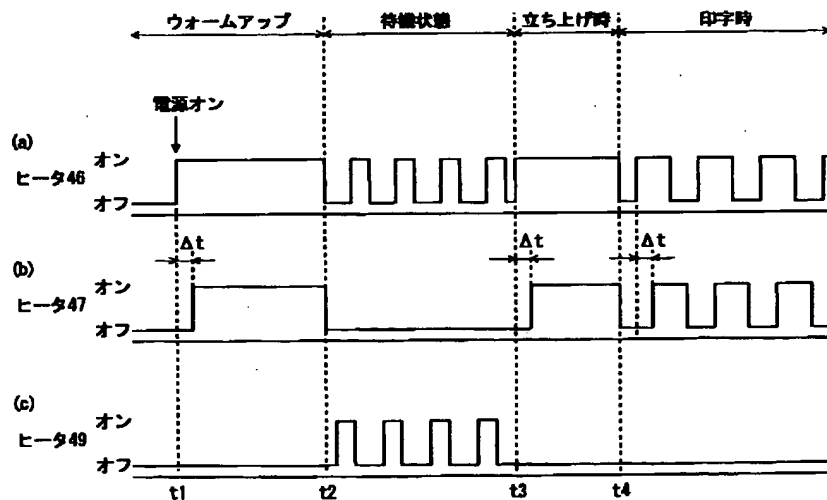 ウォームアップ 待機状態 立ち上げ時 印字時
電源オン
(a)
オン
ヒータ46
オフ
Δt Δt Δt
(b)
オン
ヒータ47
オフ
(c)
オン
ヒータ49
オフ
t1 t2 t3 t4